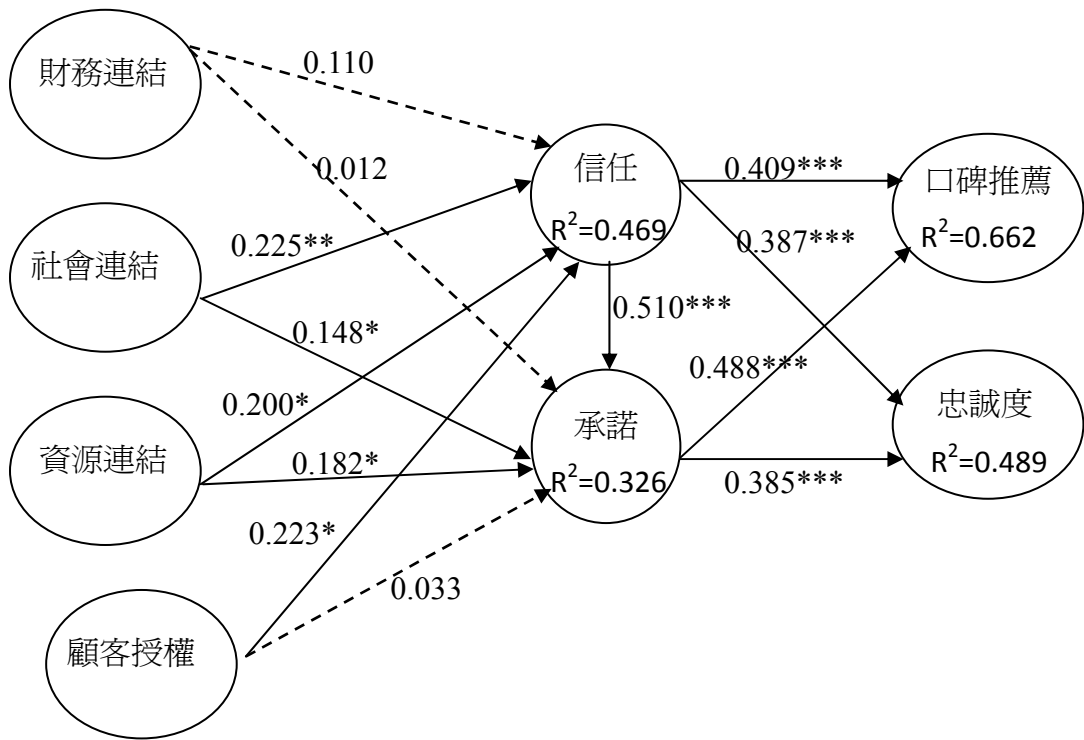 財務連結
0.110
信任
R²=0.469
0.409***
口碑推薦
R²=0.662
0.012
0.225**
0.387***
社會連結
0.510***
0.148*
0.488***
0.200*
承諾
R²=0.326
忠誠度
R²=0.489
資源連結
0.182*
0.385***
0.223*
0.033
顧客授權